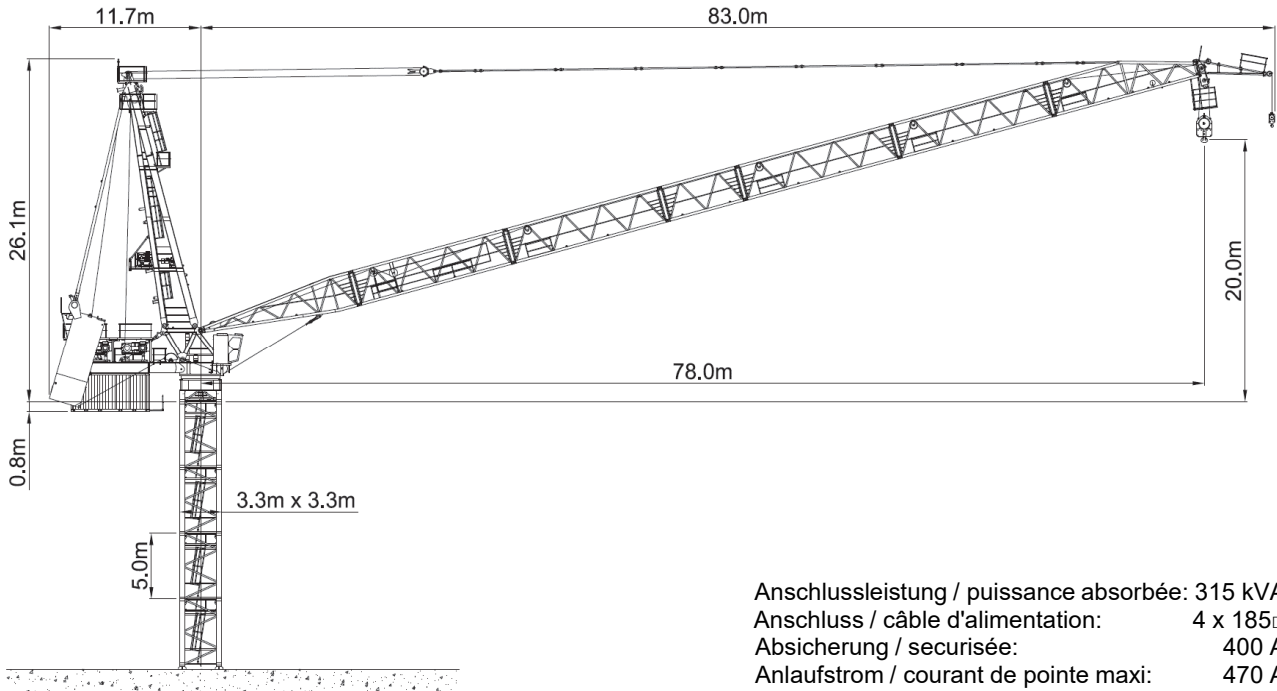 11.7m
83.0m
26.1m
20.0m
78.0m
0.8m
3.3m x 3.3m
5.0m
Anschlussleistung / puissance absorbée: 315 kVA
Anschluss / câble d'alimentation: 4 x 185□
Absicherung / securisée: 400 A
Anlaufstrom / courant de pointe maxi: 470 A